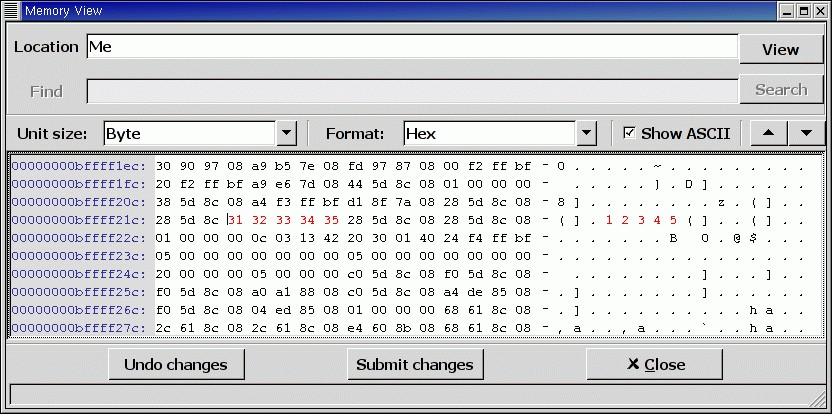 Memory View
Location Me View
Find Search
Unit size: Byte Format: Hex Show ASCII
00000000bffff1ec: 30 90 97 08 a9 b5 7e 08 fd 97 87 08 00 f2 ff bf - 0 . . . . . ~ . . . . . . . . .
00000000bffff1fc: 20 f2 ff bf a9 e6 7d 08 44 5d 8c 08 01 00 00 00 - . . . . . ] . D ] . . . . . .
00000000bffff20c: 38 5d 8c 08 a4 f3 ff bf d1 8f 7a 08 28 5d 8c 08 - 8 ] . . . . . . . . z . ( ] . .
00000000bffff21c: 28 5d 8c 31 32 33 34 35 28 5d 8c 08 28 5d 8c 08 - ( ] . 1 2 3 4 5 ( ] . . ( ] . .
00000000bffff22c: 01 00 00 00 0c 03 13 42 20 30 01 40 24 f4 ff bf - . . . . . . . B 0 . @ $ . . .
00000000bffff23c: 05 00 00 00 00 00 00 00 05 00 00 00 00 00 00 00 - . . . . . . . . . . . . . . . .
00000000bffff24c: 20 00 00 00 05 00 00 00 c0 5d 8c 08 f0 5d 8c 08 - . . . . . . . . ] . . . ] . .
00000000bffff25c: f0 5d 8c 08 a0 a1 88 08 c0 5d 8c 08 a4 de 85 08 - . ] . . . . . . . ] . . . . . .
00000000bffff26c: f0 5d 8c 08 04 ed 85 08 01 00 00 00 68 61 8c 08 - . ] . . . . . . . . . . h a . .
00000000bffff27c: 2c 61 8c 08 2c 61 8c 08 e4 60 8b 08 68 61 8c 08 - , a . . , a . . . ` . . h a . .
Undo changes Submit changes Close